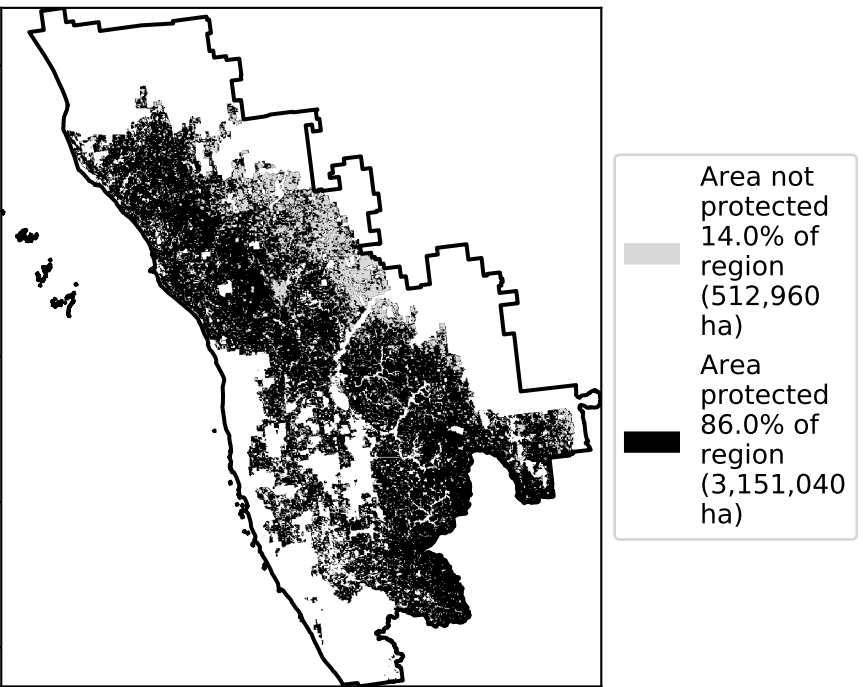 Area not
protected
14.0% of
region
(512,960
ha)
Area
protected
86.0% of
region
(3,151,040
ha)